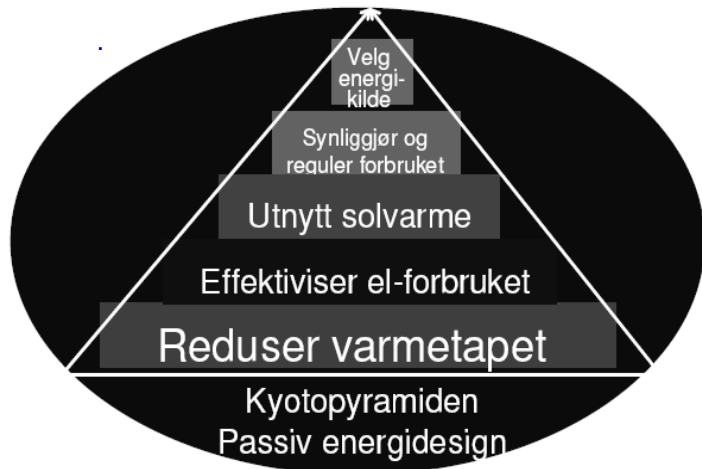 Velg
energi-
kilde
Synliggjør og
reguler forbruket
Utnytt solvarme
Effektiviser el-forbruket
Reduser varmetapet
Kyotopyramiden
Passiv energidesign